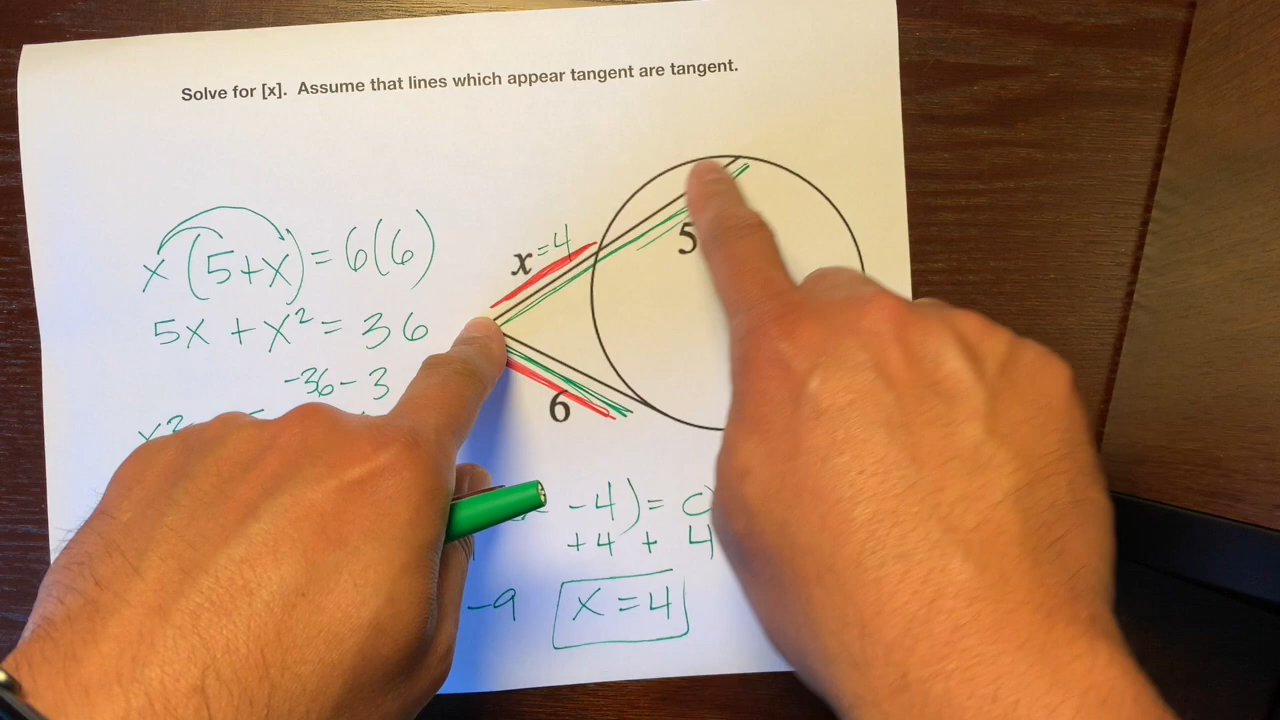 Solve for [x]. Assume that lines which appear tangent are tangent.
x(5+x)=6(6)
5x+x²=36
-36-3
x²
x=4
5
6
-4)=0
+4 + 4
-9
x=4